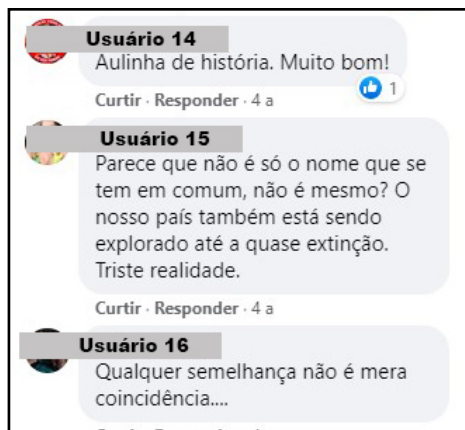 Usuário 14
Aulinha de história. Muito bom!
1
Curtir · Responder · 4 a
Usuário 15
Parece que não é só o nome que se
tem em comum, não é mesmo? O
nosso país também está sendo
explorado até a quase extinção.
Triste realidade.
Curtir · Responder · 4 a
Usuário 16
Qualquer semelhança não é mera
coincidência....